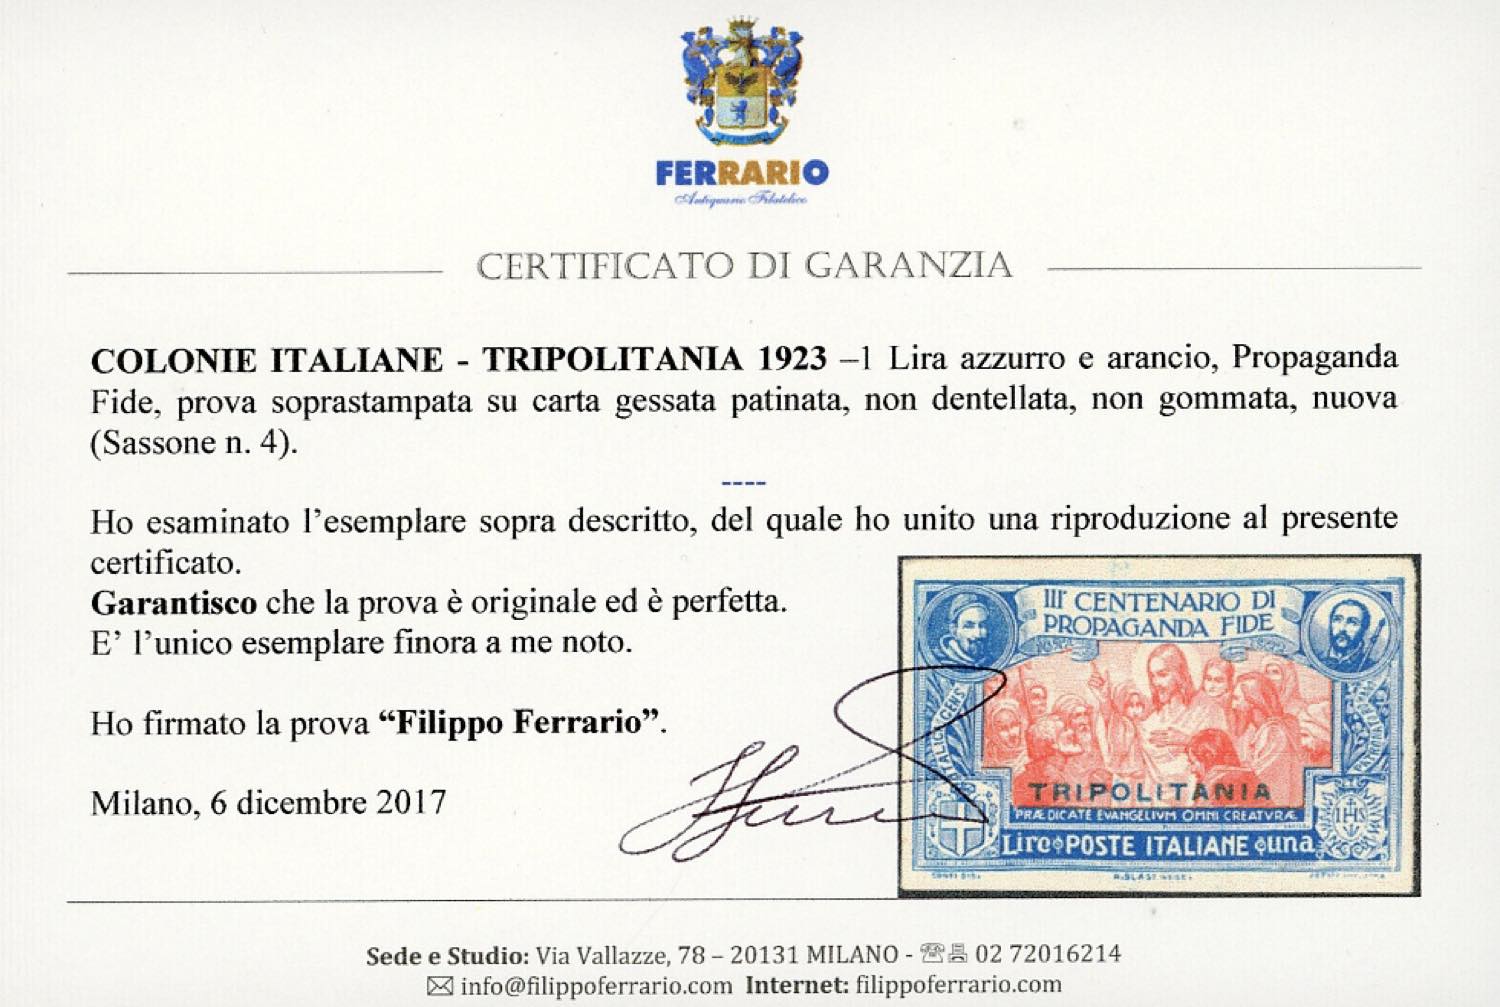 FERRARIO
Antiquario Filatelico
CERTIFICATO DI GARANZIA
COLONIE ITALIANE - TRIPOLITANIA 1923 –1 Lira azzurro e arancio, Propaganda
Fide, prova soprastampata su carta gessata patinata, non dentellata, non gommata, nuova
(Sassone n. 4).
----
Ho esaminato l’esemplare sopra descritto, del quale ho unito una riproduzione al presente
certificato.
Garantisco che la prova è originale ed è perfetta.
E’ l’unico esemplare finora a me noto.
Ho firmato la prova “Filippo Ferrario”.
Milano, 6 dicembre 2017
III CENTENARIO DI
PROPAGANDA FIDE
TRIPOLITANIA
PRÆDICATE EVANGELIVM OMNI CREATVRÆ
IHS
Lire POSTE ITALIANE una
Sede e Studio: Via Vallazze, 78 – 20131 MILANO - 02 72016214
info@filippoferrario.com Internet: filippoferrario.com